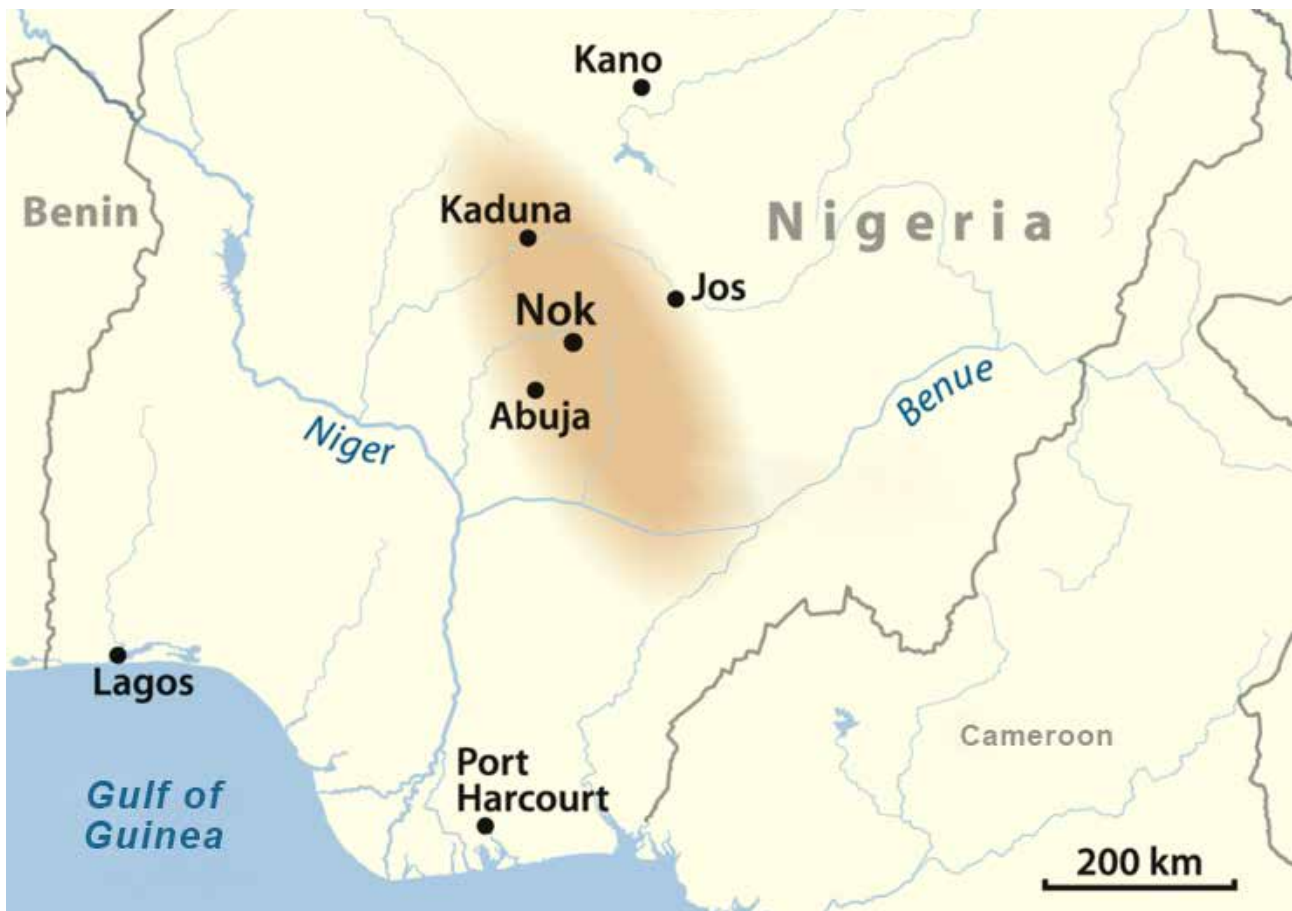 Kano
Benin
Kaduna
Nigeria
Jos
Nok
Benue
Abuja
Niger
Lagos
Cameroon
Port
Harcourt
Gulf of
Guinea
200 km